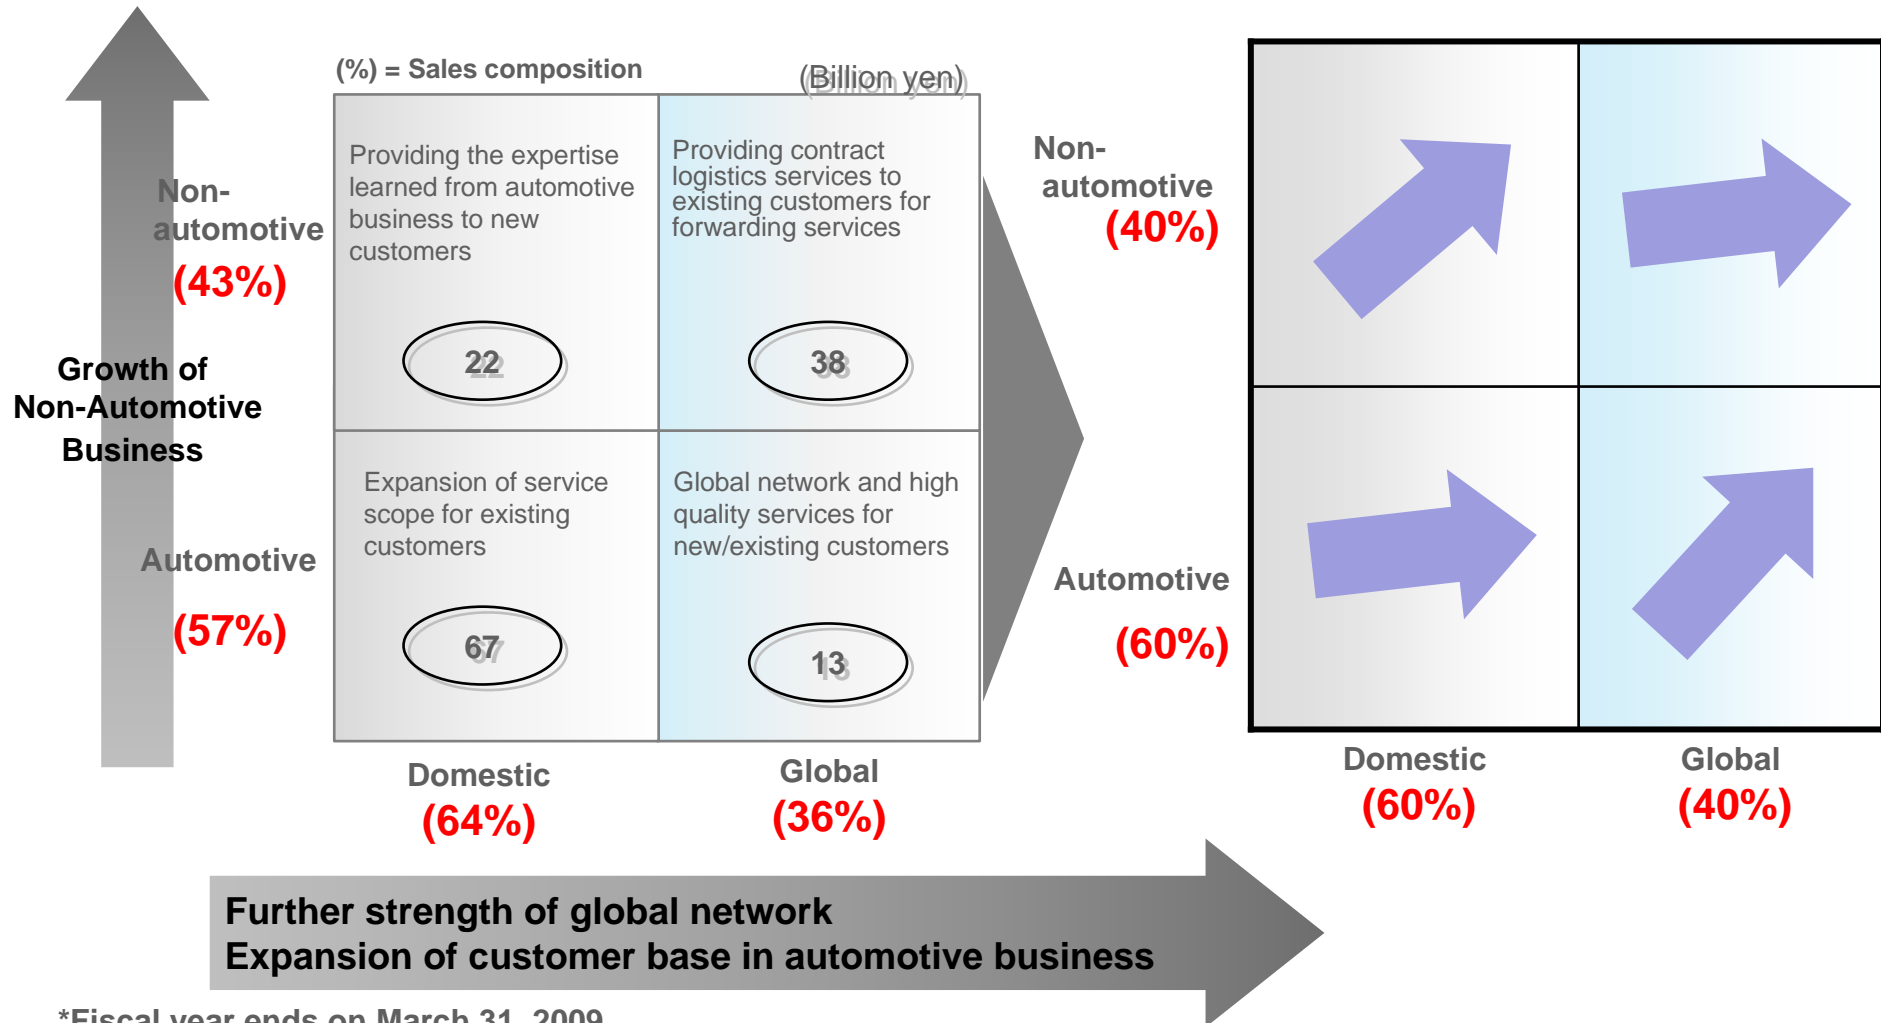 (%) = Sales composition
(Billion yen)
Non-
automotive
(43%)
Growth of
Non-Automotive
Business
Automotive
(57%)
Providing the expertise
learned from automotive
business to new
customers
22
Providing contract
logistics services to
existing customers for
forwarding services
38
Expansion of service
scope for existing
customers
67
Global network and high
quality services for
new/existing customers
13
Domestic
(64%)
Global
(36%)
Non-
automotive
(40%)
Automotive
(60%)
Domestic
(60%)
Global
(40%)
Further strength of global network
Expansion of customer base in automotive business
*Fiscal year ends on March 31, 2009